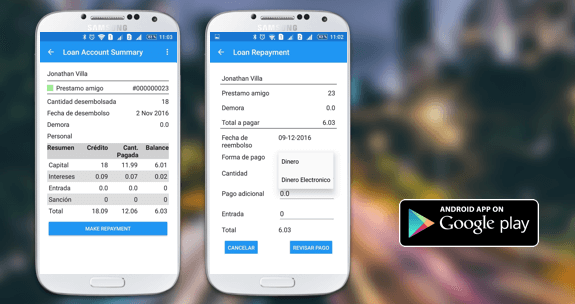 SAMSUNG
11:03
Loan Account Summary
Jonathan Villa
Prestamo amigo #000000023
Cantidad desembolsada 18
Fecha de desembolso 2 Nov 2016
Demora 0.0
Personal
Resumen Crédito Cant. Pagada Balance
Capital 18 11.99 6.01
Intereses 0.09 0.07 0.02
Entrada 0.0 0.0 0
Sanción 0 0 0
Total 18.09 12.06 6.03
MAKE REPAYMENT
SAMSUNG
11:02
Loan Repayment
Jonathan Villa
Prestamo amigo 23
Demora 0.0
Total a pagar 6.03
Fecha de reembolso 09-12-2016
Forma de pago Dinero
Cantidad Dinero Electronico
Pago adicional 0.0
Entrada 0
Total 6.03
CANCELAR REVISAR PAGO
ANDROID APP ON
Google play